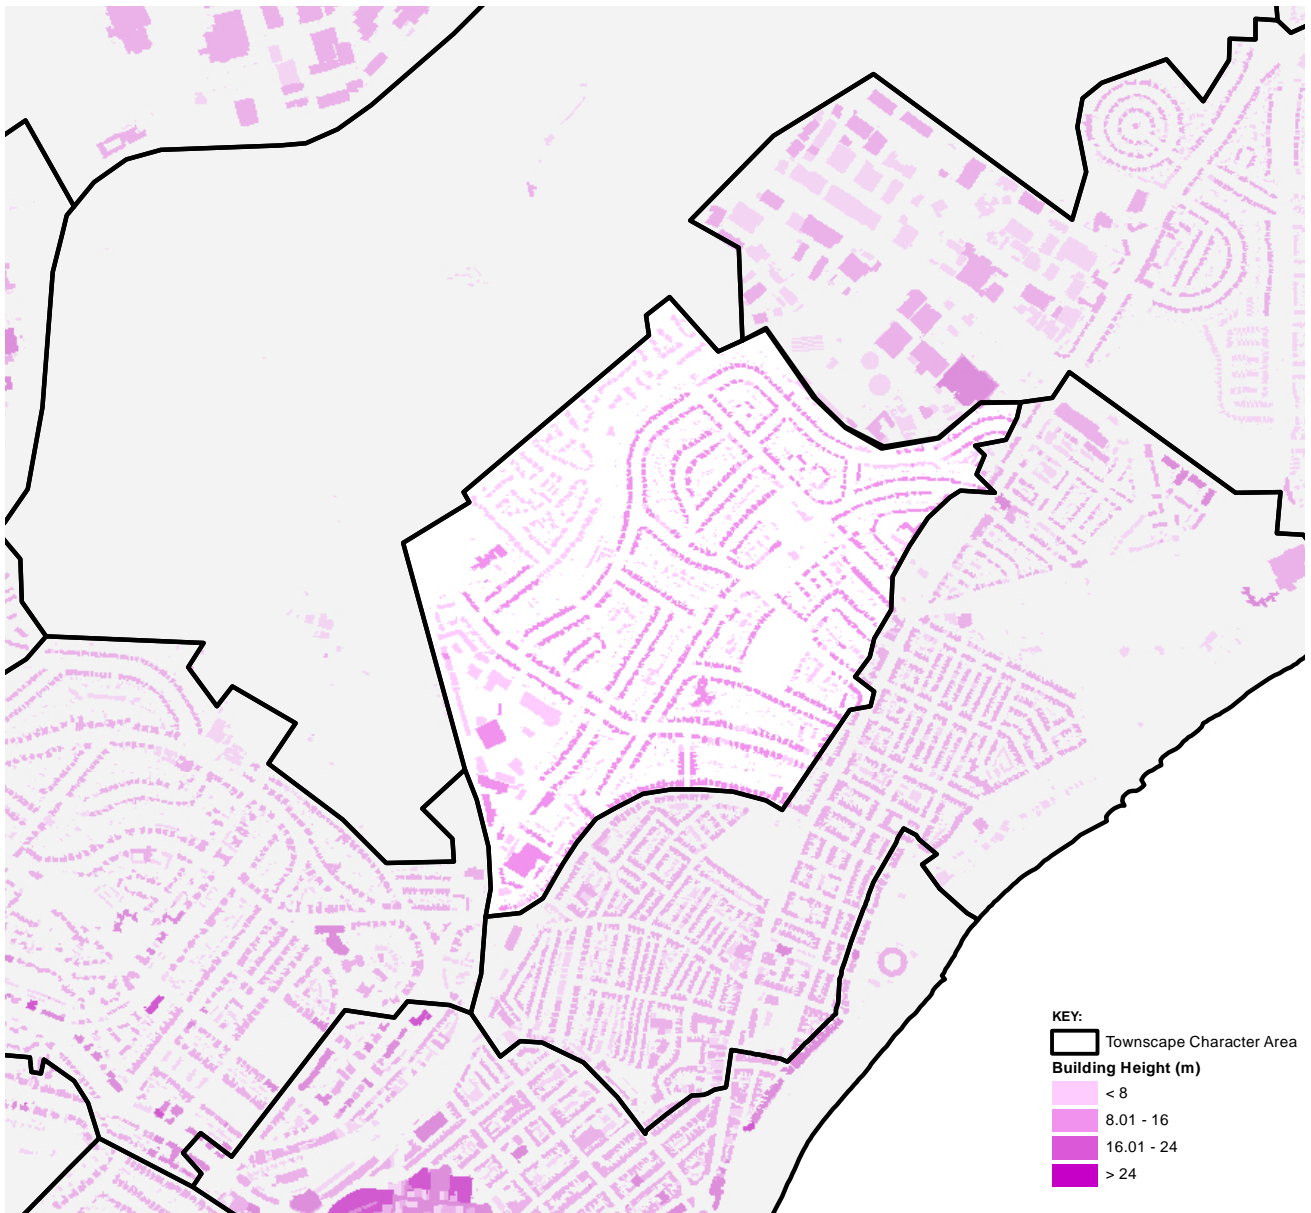 KEY:
Townscape Character Area
Building Height (m)
< 8
8.01 - 16
16.01 - 24
> 24